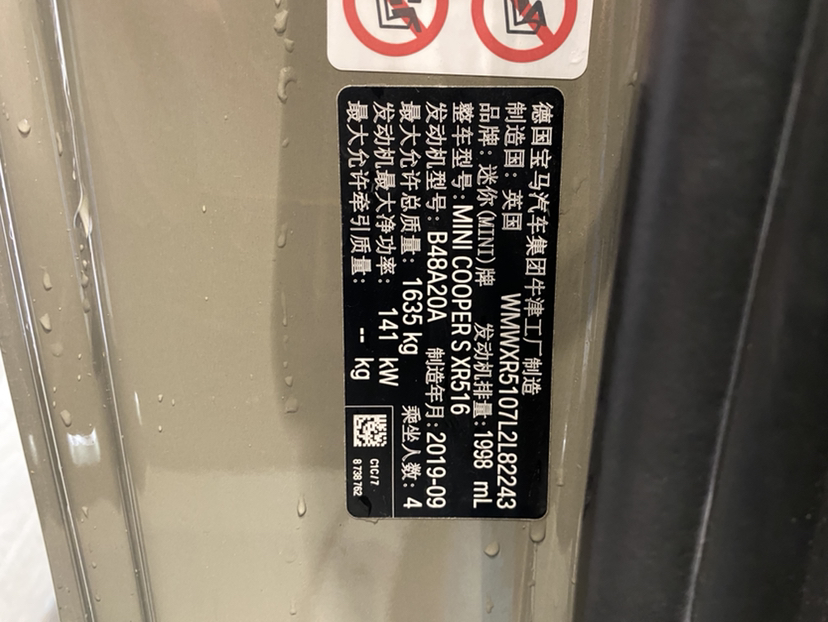 德国宝马汽车集团牛津工厂制造
制造国：英国 WMWXR5107L2L82243
品牌：迷你(MINI)牌 发动机排量：1998 mL
整车型号：MINI COOPER S XR516
发动机型号：B48A20A 制造年月：2019-09
最大允许总质量：1635 kg 乘坐人数：4
发动机最大净功率：141 kW
最大允许牵引质量：-- kg
C1C/7
8 738 762